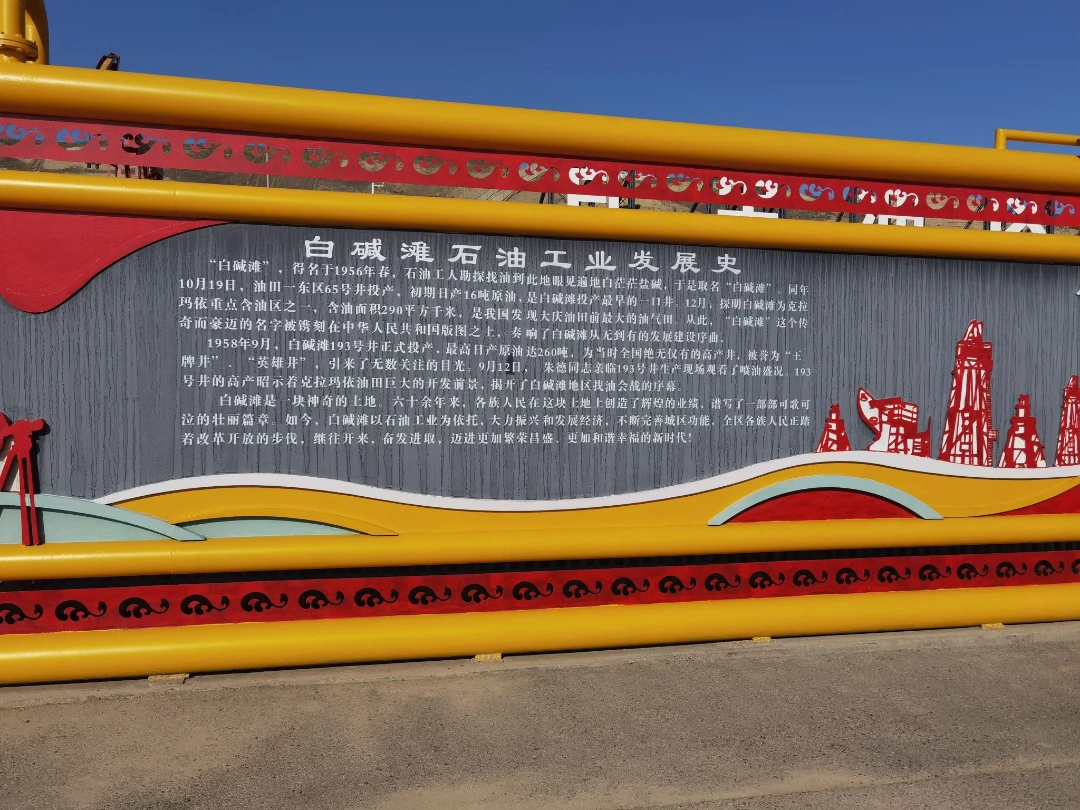 白碱滩石油工业发展史
“白碱滩”，得名于1956年春，石油工人勘探找油到此地眼见遍地白茫茫盐碱，于是取名“白碱滩”。同年
10月19日，油田一东区65号井投产，初期日产16吨原油，是白碱滩投产最早的一口井。12月，探明白碱滩为克拉
玛依重点含油区之一，含油面积290平方千米，是我国发现大庆油田前最大的油气田。从此，“白碱滩”这个传
奇而豪迈的名字被镌刻在中华人民共和国版图之上，奏响了白碱滩从无到有的发展建设序曲。
1958年9月，白碱滩193号井正式投产，最高日产原油达260吨，为当时全国绝无仅有的高产井，被誉为“王
牌井”、“英雄井”，引来了无数关注的目光。9月12日，朱德同志亲临193号井生产现场观看了喷油盛况。193
号井的高产昭示着克拉玛依油田巨大的开发前景，揭开了白碱滩地区找油会战的序幕。
白碱滩是一块神奇的土地。六十余年来，各族人民在这块土地上创造了辉煌的业绩，谱写了一部部可歌可
泣的壮丽篇章。如今，白碱滩以石油工业为依托，大力振兴和发展经济，不断完善城区功能，全区各族人民正踏
着改革开放的步伐，继往开来，奋发进取，迈进更加繁荣昌盛、更加和谐幸福的新时代！